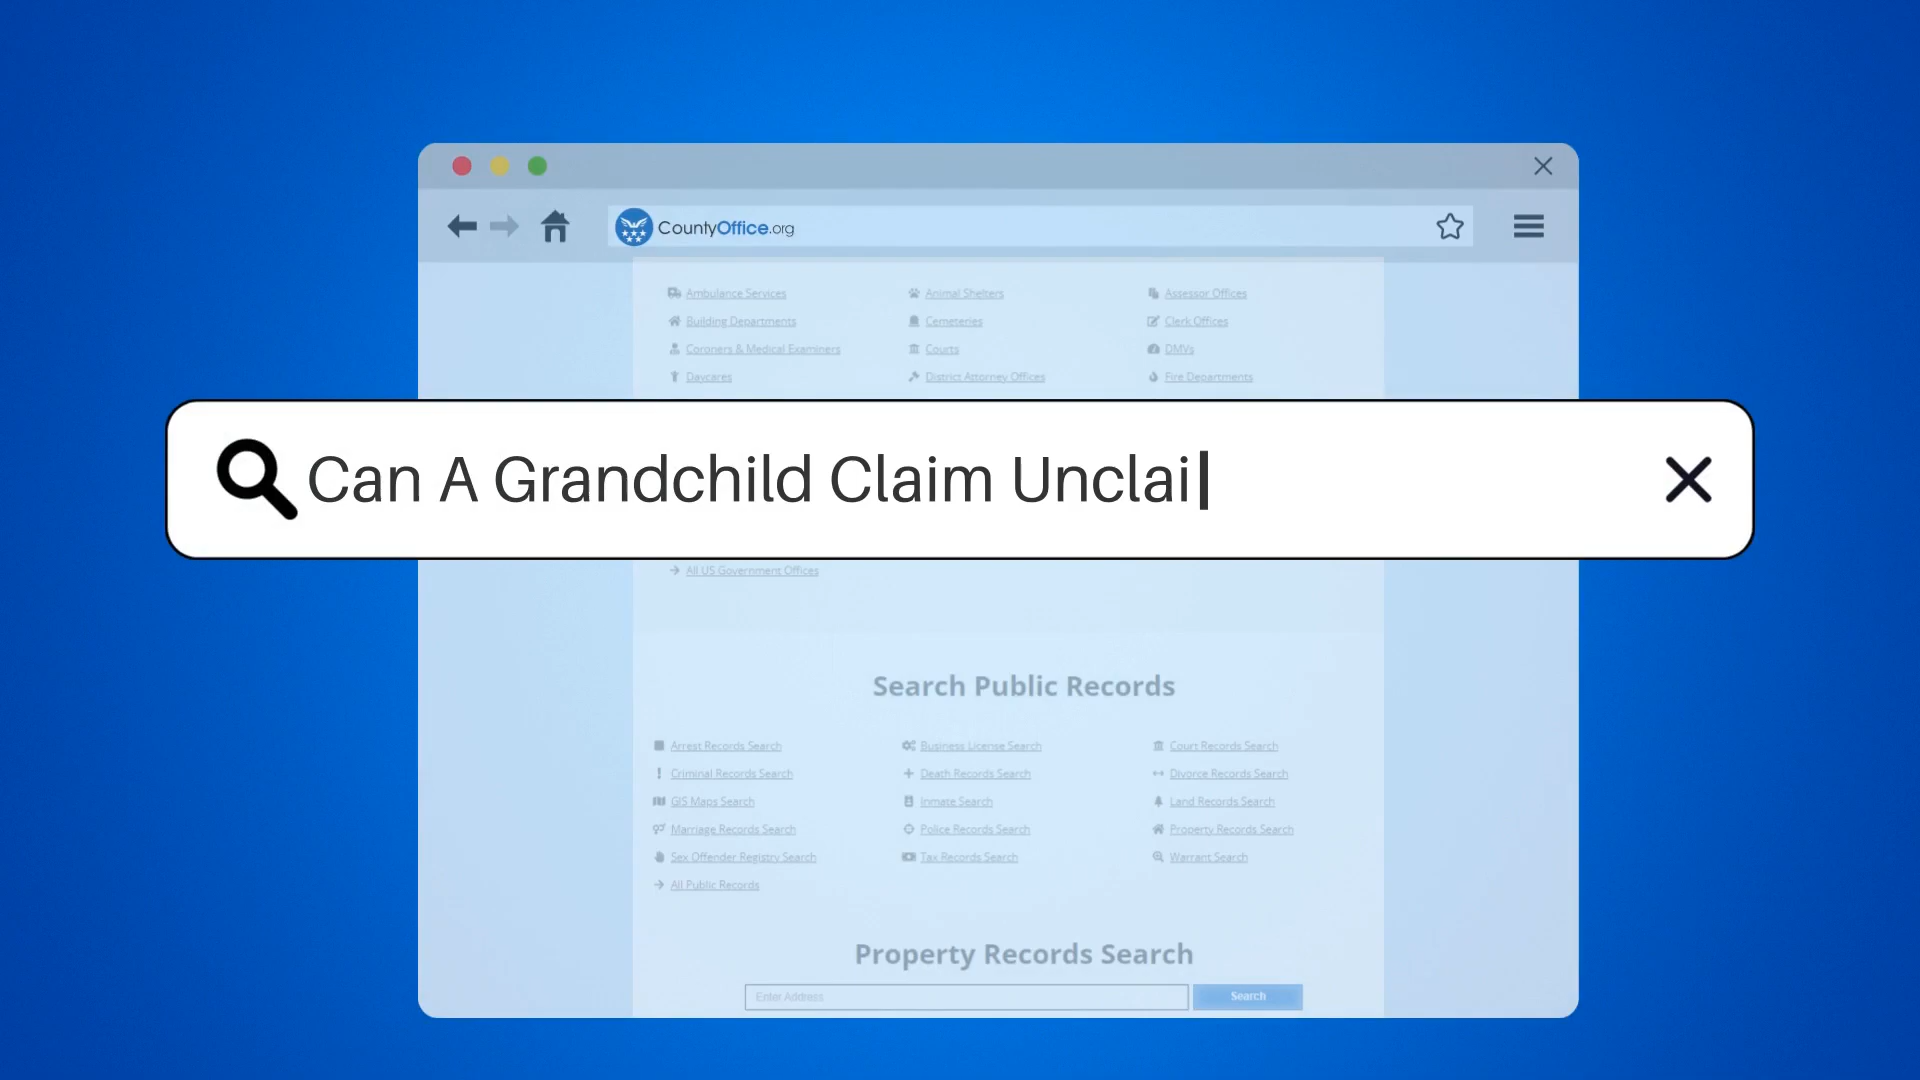 CountyOffice.org
Ambulance Services Animal Shelters Assessor Offices
Building Departments Cemeteries Clerk Offices
Coroners & Medical Examiners Courts DMVs
Daycares District Attorney Offices Fire Departments
Can A Grandchild Claim Unclai
All US Government Offices
Search Public Records
Arrest Records Search Business License Search Court Records Search
Criminal Records Search Death Records Search Divorce Records Search
GIS Maps Search Inmate Search Land Records Search
Marriage Records Search Police Records Search Property Records Search
Sex Offender Registry Search Tax Records Search Warrant Search
All Public Records
Property Records Search
Enter Address Search